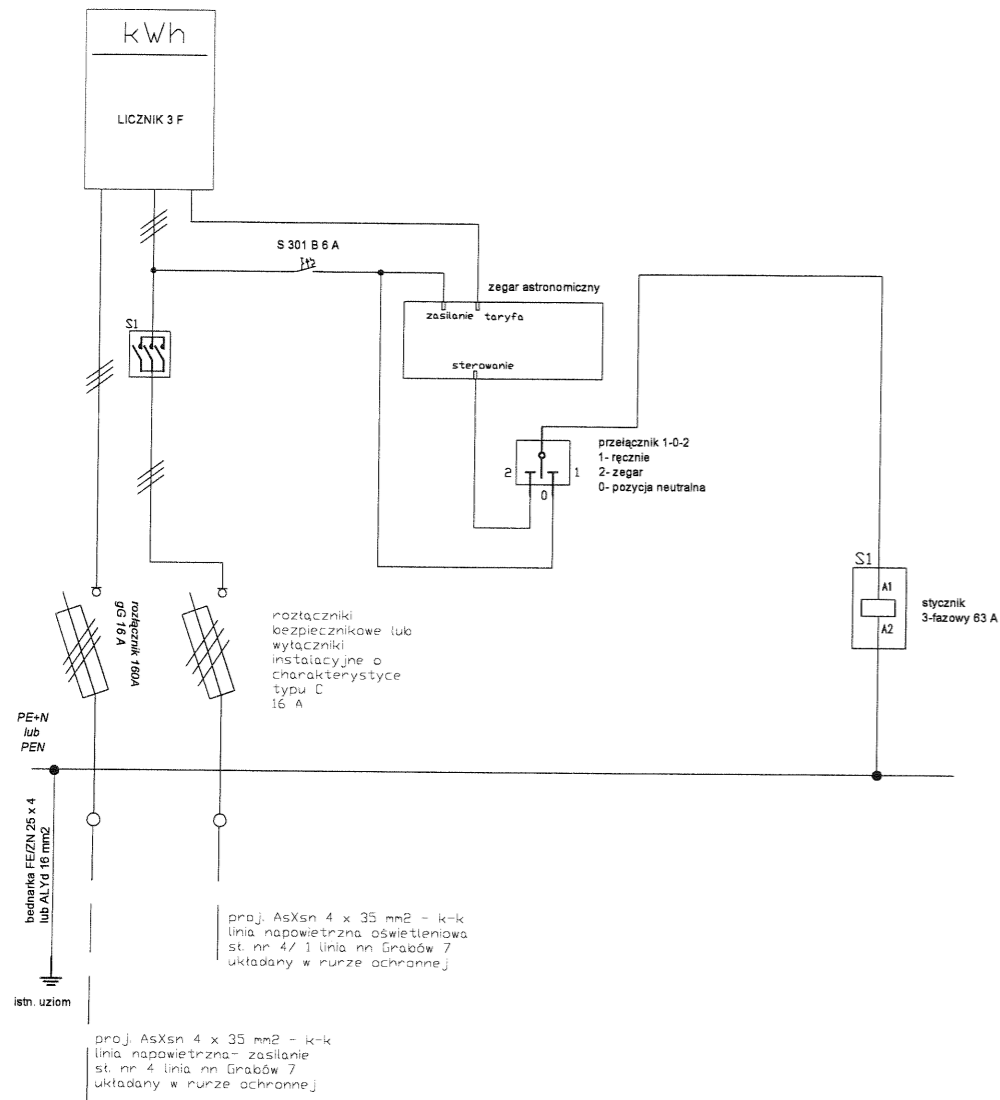 kWh
LICZNIK 3 F
S 301 B 6 A
zegar astronomiczny
zasilanie taryfa
sterowanie
S1
przełącznik 1-0-2
1- ręcznie
2- zegar
0- pozycja neutralna
2
1
0
S1
A1
A2
stycznik
3-fazowy 63 A
rozłącznik 160A
gG 16 A
rozłączniki
bezpiecznikowe lub
wyłączniki
instalacyjne o
charakterystyce
typu C
16 A
PE+N
lub
PEN
bednarka FE/ZN 25 x 4
lub ALYd 16 mm2
istn. uziom
proj. AsXsn 4 x 35 mm2 - k-k
linia napowietrzna oświetleniowa
sł. nr 4/ 1 linia nn Grabów 7
układany w rurze ochronnej
proj. AsXsn 4 x 35 mm2 - k-k
linia napowietrzna- zasilanie
sł. nr 4 linia nn Grabów 7
układany w rurze ochronnej